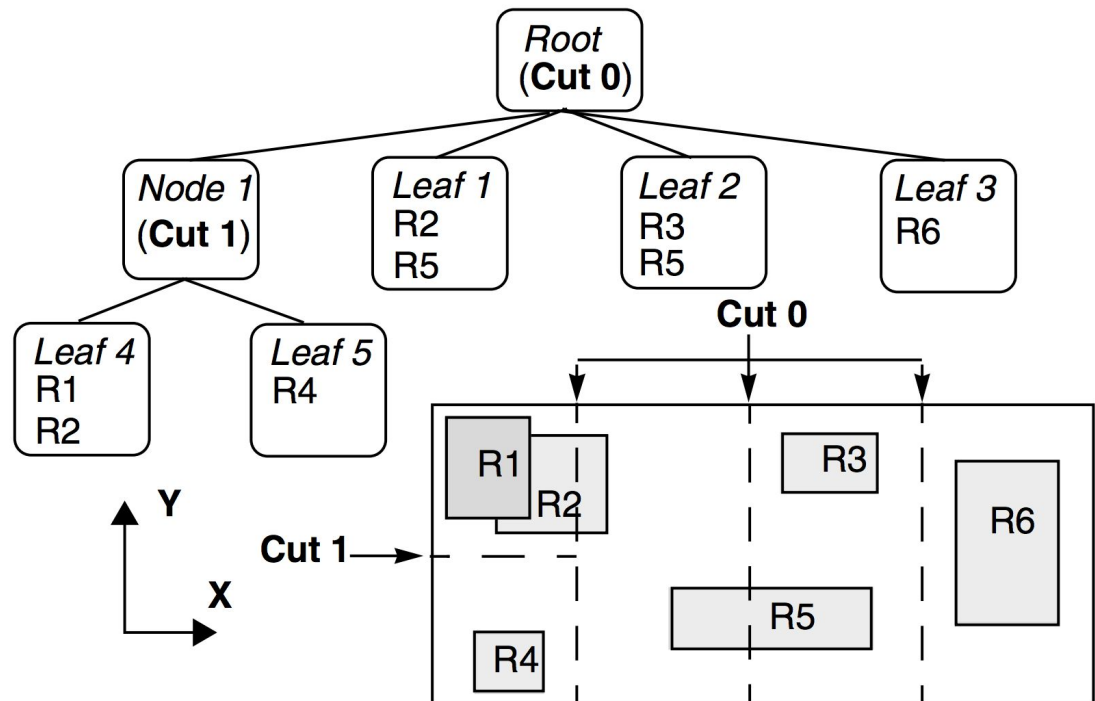 Root
(Cut 0)
Node 1
(Cut 1)
Leaf 1
R2
R5
Leaf 2
R3
R5
Leaf 3
R6
Leaf 4
R1
R2
Leaf 5
R4
Cut 0
R1
R2
R3
R6
Y
X
Cut 1
R5
R4